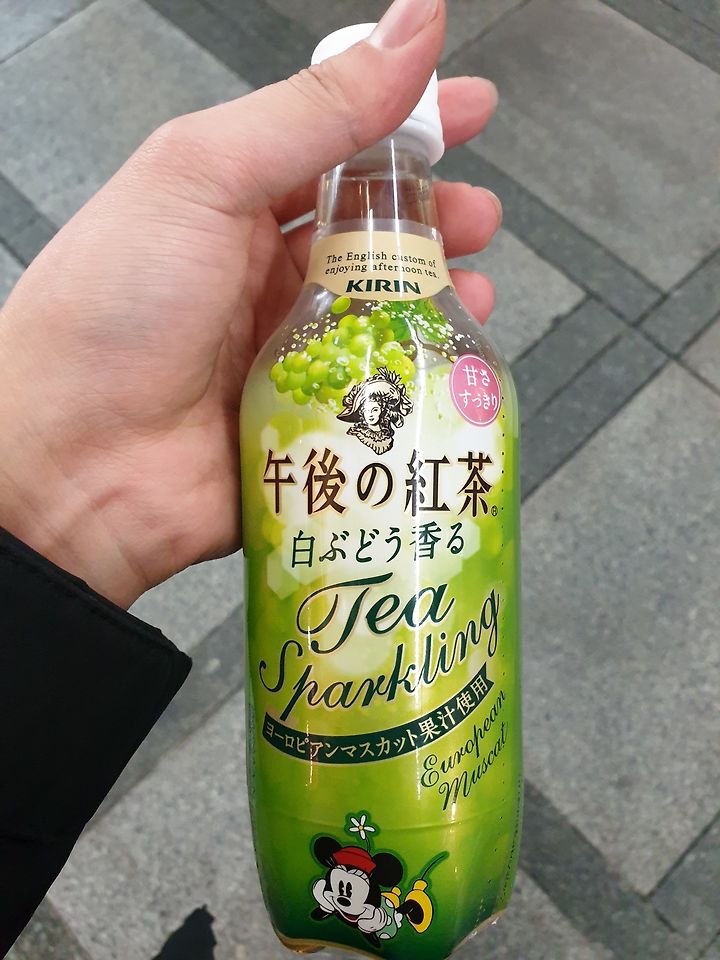 The English custom of
enjoying afternoon tea.
KIRIN
甘さ
すっきり
午後の紅茶®
白ぶどう香る
Tea
Sparkling
ヨーロピアンマスカット果汁使用
European
Muscat